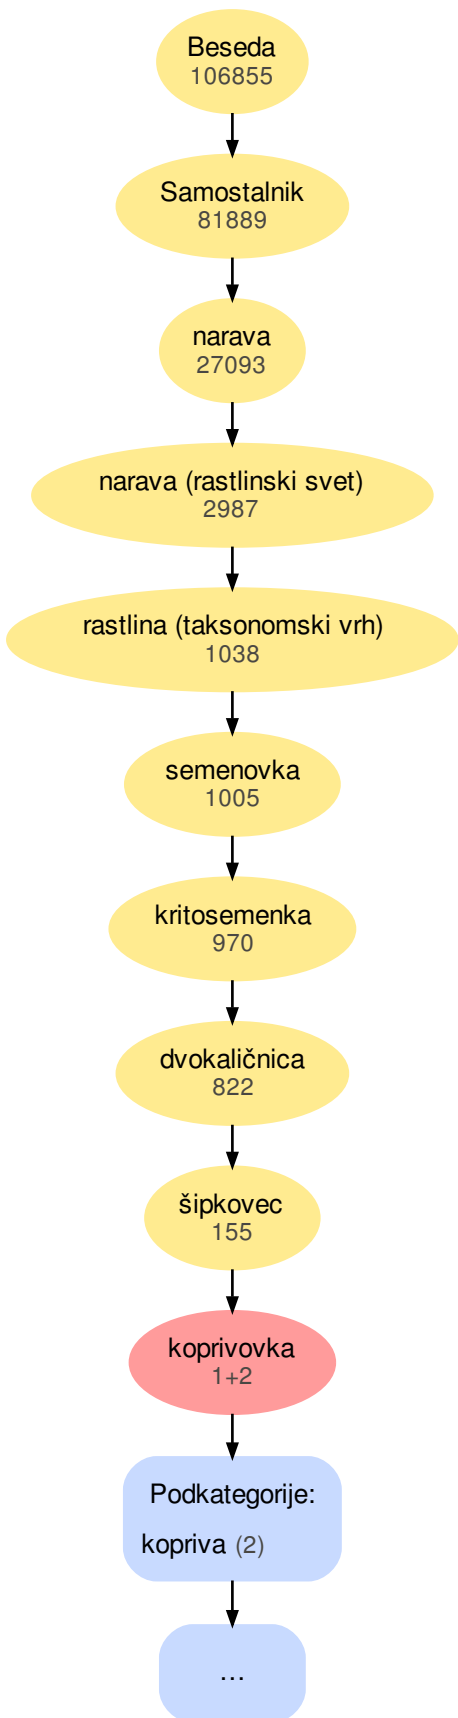 Beseda
106855
Samostalnik
81889
narava
27093
narava (rastlinski svet)
2987
rastlina (taksonomski vrh)
1038
semenovka
1005
kritosemenka
970
dvokaličnica
822
šipkovec
155
koprivovka
1+2
Podkategorije:
kopriva (2)
…